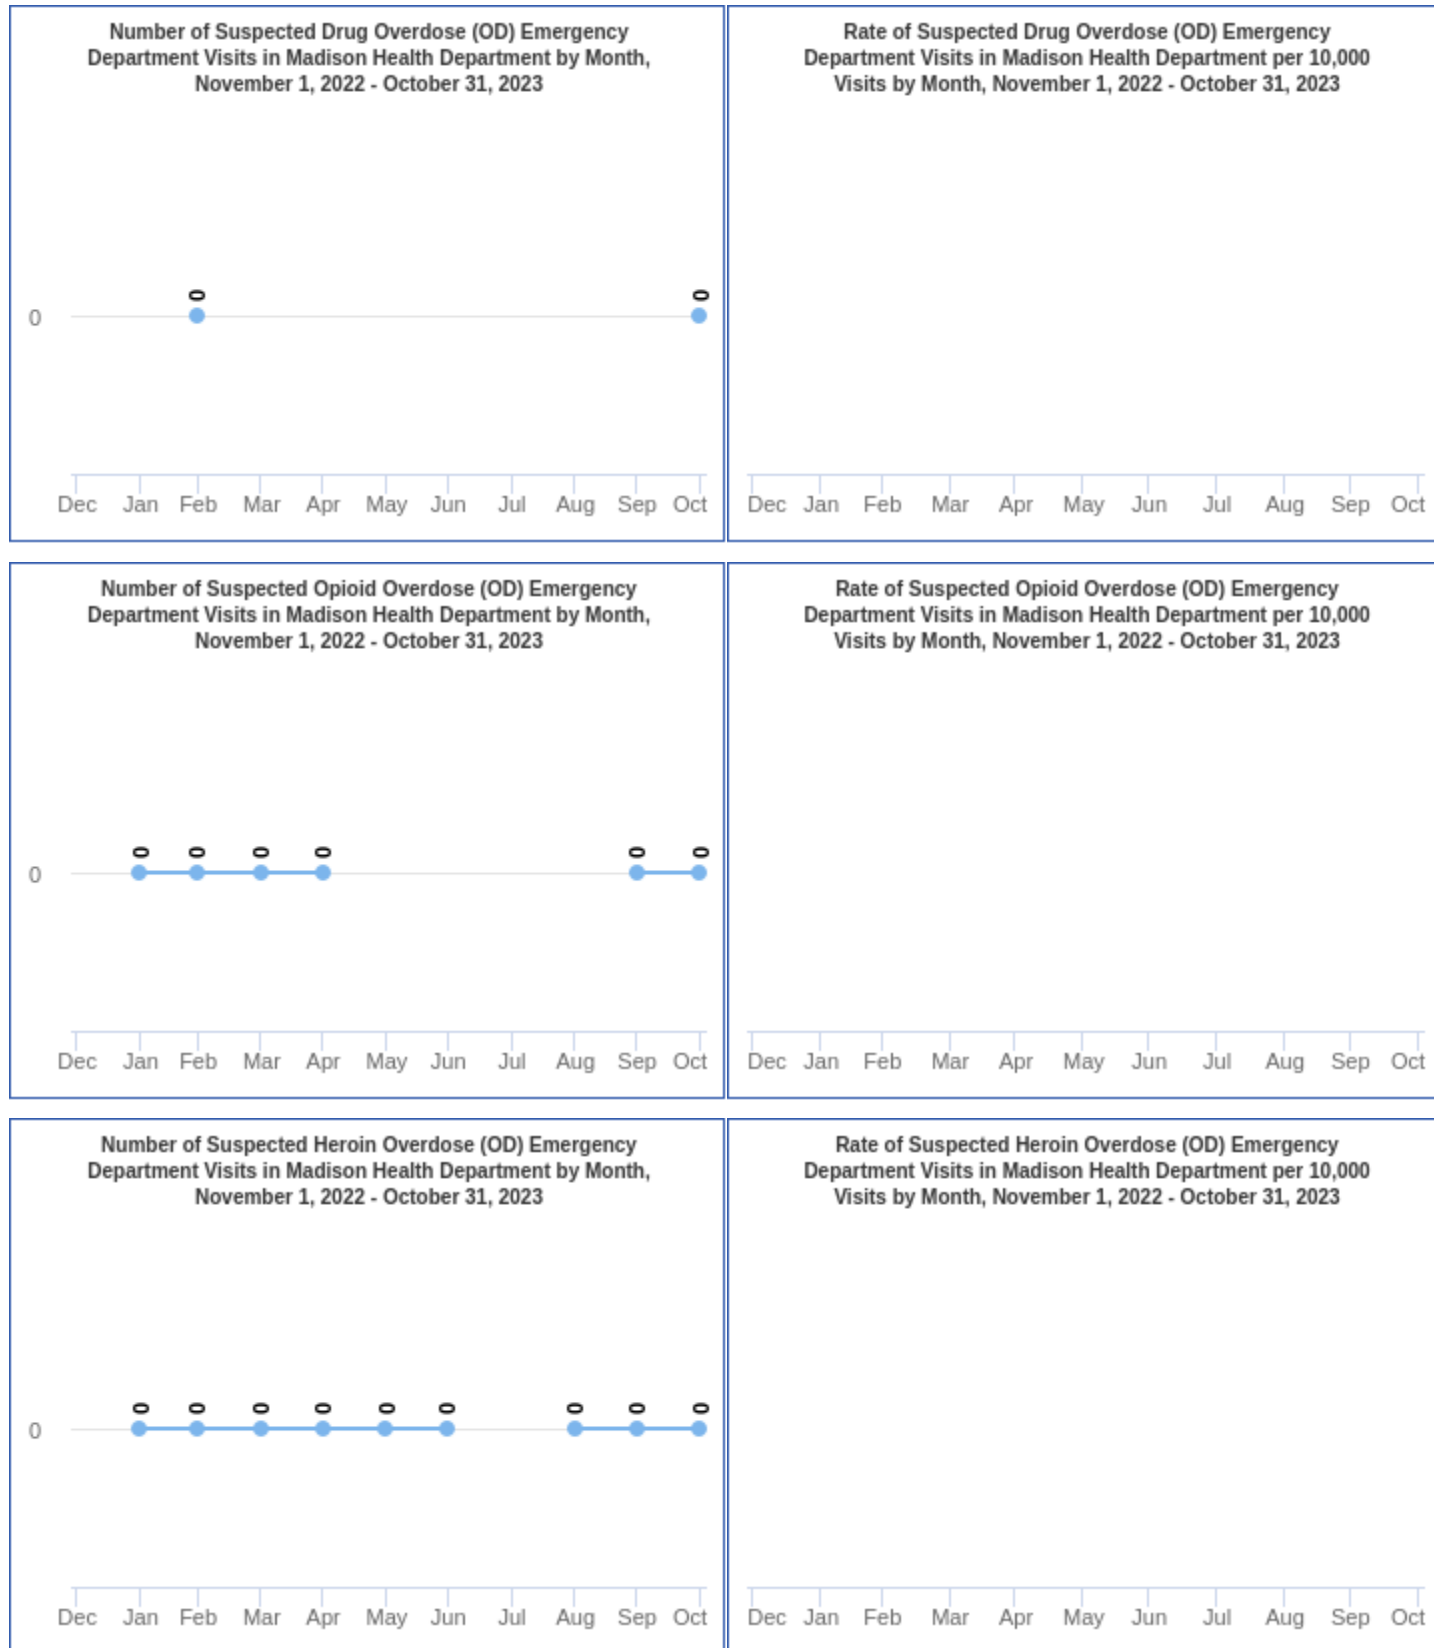 Number of Suspected Drug Overdose (OD) Emergency
Department Visits in Madison Health Department by Month,
November 1, 2022 - October 31, 2023
0
0
0
Dec Jan Feb Mar Apr May Jun Jul Aug Sep Oct
Rate of Suspected Drug Overdose (OD) Emergency
Department Visits in Madison Health Department per 10,000
Visits by Month, November 1, 2022 - October 31, 2023
Dec Jan Feb Mar Apr May Jun Jul Aug Sep Oct
Number of Suspected Opioid Overdose (OD) Emergency
Department Visits in Madison Health Department by Month,
November 1, 2022 - October 31, 2023
0 0 0 0 0 0
0
Dec Jan Feb Mar Apr May Jun Jul Aug Sep Oct
Rate of Suspected Opioid Overdose (OD) Emergency
Department Visits in Madison Health Department per 10,000
Visits by Month, November 1, 2022 - October 31, 2023
Dec Jan Feb Mar Apr May Jun Jul Aug Sep Oct
Number of Suspected Heroin Overdose (OD) Emergency
Department Visits in Madison Health Department by Month,
November 1, 2022 - October 31, 2023
0 0 0 0 0 0 0 0 0
0
Dec Jan Feb Mar Apr May Jun Jul Aug Sep Oct
Rate of Suspected Heroin Overdose (OD) Emergency
Department Visits in Madison Health Department per 10,000
Visits by Month, November 1, 2022 - October 31, 2023
Dec Jan Feb Mar Apr May Jun Jul Aug Sep Oct